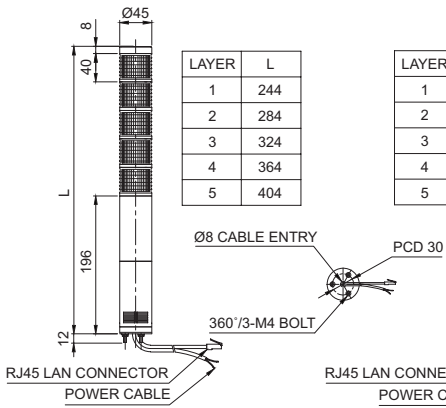 Ø45
8
40
L
196
12
LAYER L
1 244
2 284
3 324
4 364
5 404
LAYER
1
2
3
4
5
Ø8 CABLE ENTRY
PCD 30
360°/3-M4 BOLT
RJ45 LAN CONNECTOR
POWER CABLE
RJ45 LAN CONNE
POWER C